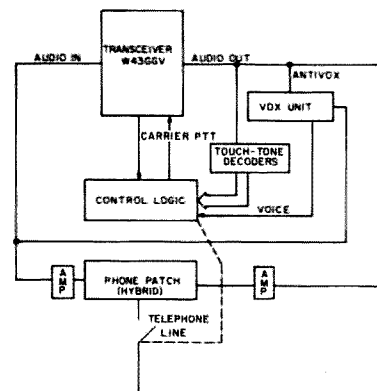 TRANSCEIVER
W43GGV
AUDIO IN
AUDIO OUT
ANTIVOX
VOX UNIT
CARRIER PTT
TOUCH-TONE
DECODERS
CONTROL LOGIC
VOICE
AMP
PHONE PATCH
(HYBRID)
AMP
TELEPHONE
LINE